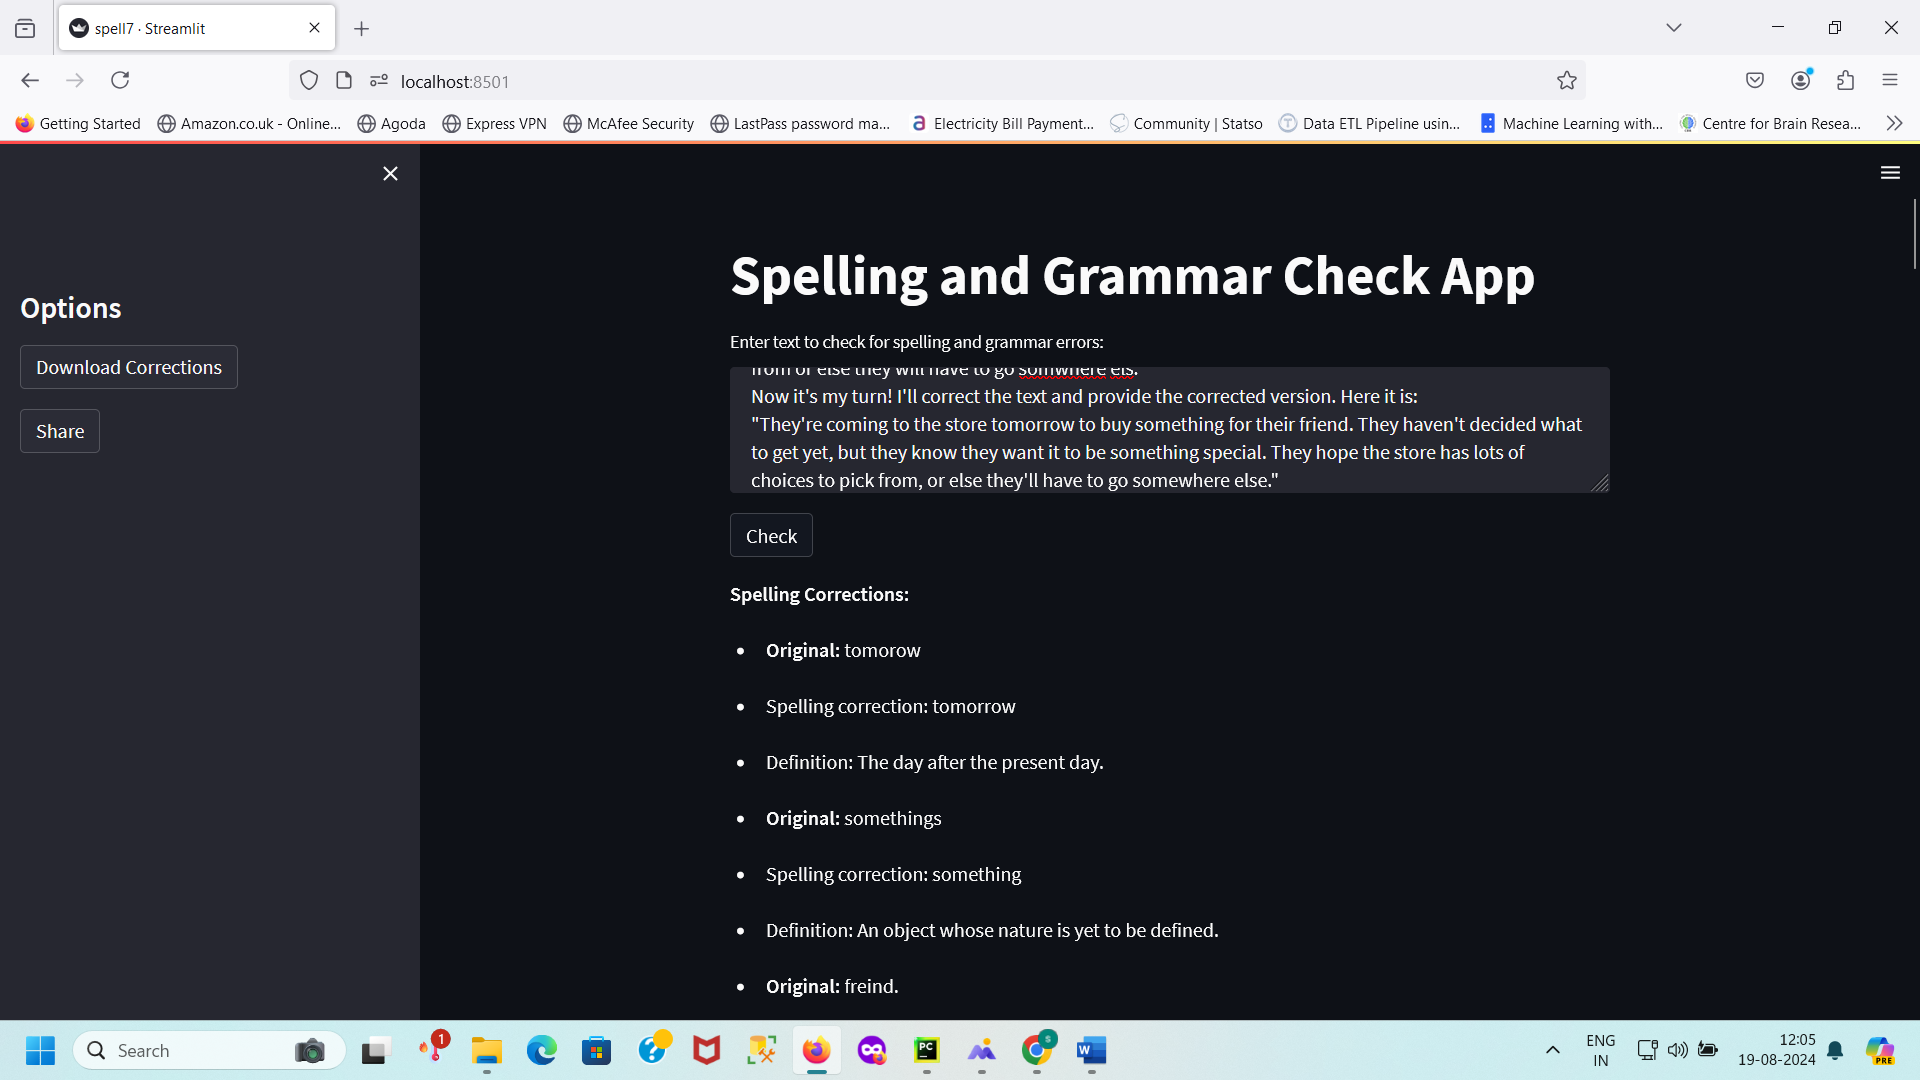 spell7 · Streamlit
localhost:8501
Getting Started
Amazon.co.uk - Online...
Agoda
Express VPN
McAfee Security
LastPass password ma...
Electricity Bill Payment...
Community | Statso
Data ETL Pipeline usin...
Machine Learning with...
Centre for Brain Resea...
Options
Download Corrections
Share
Spelling and Grammar Check App
Enter text to check for spelling and grammar errors:
from or else they will have to go somwhere els.
Now it's my turn! I'll correct the text and provide the corrected version. Here it is:
"They're coming to the store tomorrow to buy something for their friend. They haven't decided what
to get yet, but they know they want it to be something special. They hope the store has lots of
choices to pick from, or else they'll have to go somewhere else."
Check
Spelling Corrections:
Original: tomorow
Spelling correction: tomorrow
Definition: The day after the present day.
Original: somethings
Spelling correction: something
Definition: An object whose nature is yet to be defined.
Original: freind.
Search
1
PC
S
W
ENG
IN
12:05
19-08-2024
PRE